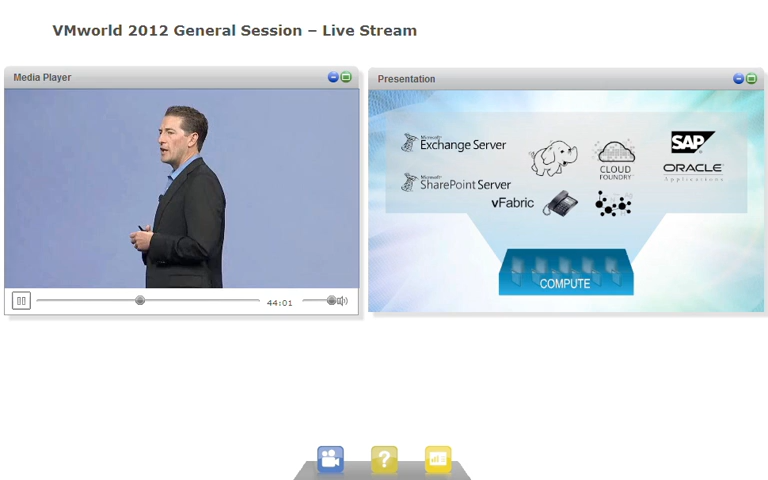 VMworld 2012 General Session – Live Stream
Media Player
Presentation
Microsoft
Exchange Server
Microsoft
SharePoint Server
vFabric
CLOUD
FOUNDRY
SAP
ORACLE
Applications
COMPUTE
44:01
?